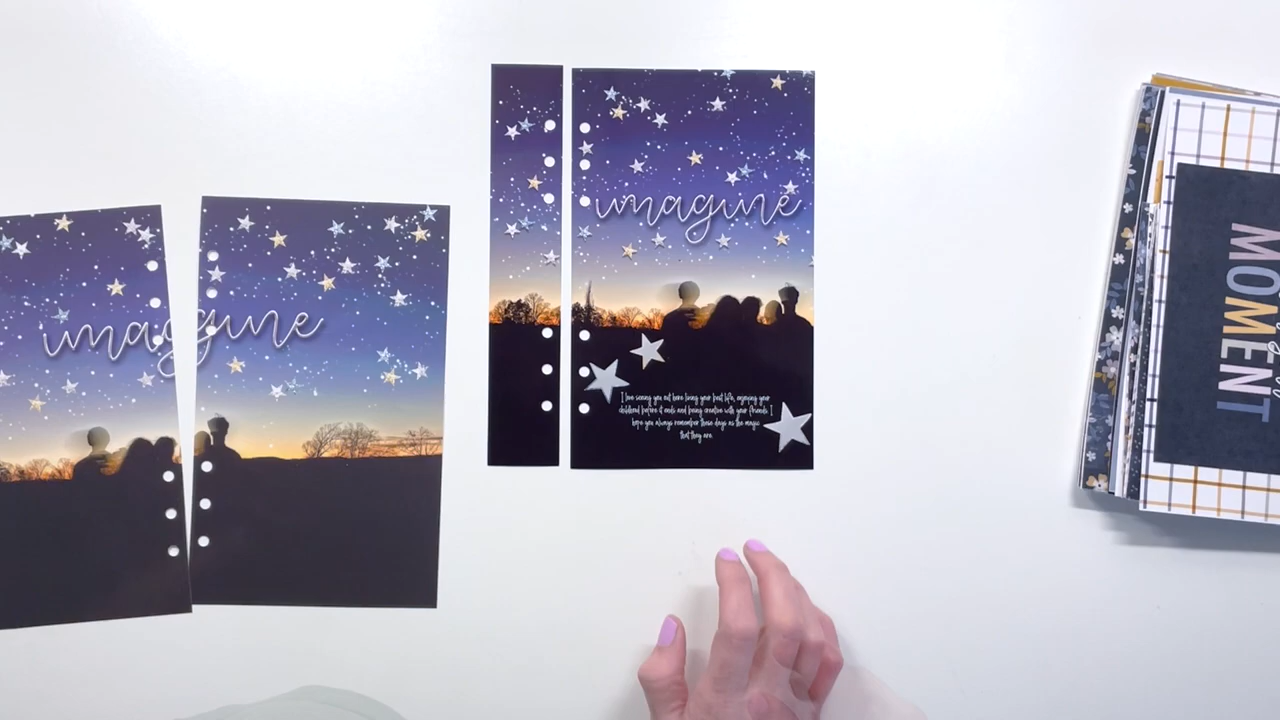 imagine
imagine
I love seeing you out here living your best life, enjoying your
childhood before it ends and being creative with your friends. I
hope you always remember these days as the magic
that they are.
MOMENT